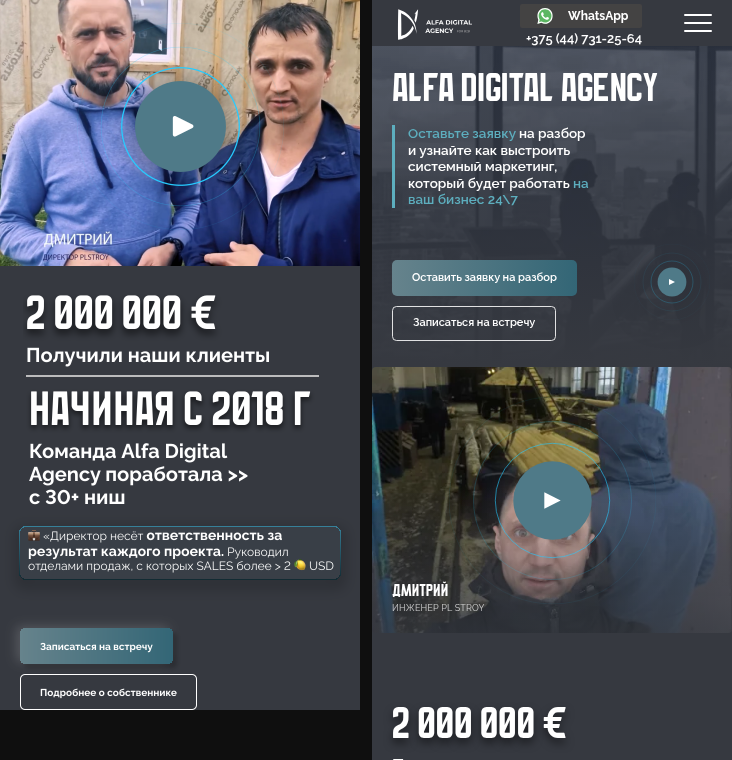 ДМИТРИЙ
ДИРЕКТОР PLSTROY
2 000 000 €
Получили наши клиенты
НАЧИНАЯ С 2018 Г
Команда Alfa Digital
Agency поработала >>
с 30+ ниш
«Директор несёт ответственность за
результат каждого проекта. Руководил
отделами продаж, с которых SALES более > 2 USD
Записаться на встречу
Подробнее о собственнике
ALFA DIGITAL
AGENCY
WhatsApp
+375 (44) 731-25-64
ALFA DIGITAL AGENCY
Оставьте заявку на разбор
и узнайте как выстроить
системный маркетинг,
который будет работать на
ваш бизнес 24\7
Оставить заявку на разбор
Записаться на встречу
ДМИТРИЙ
ИНЖЕНЕР PL STROY
2 000 000 €